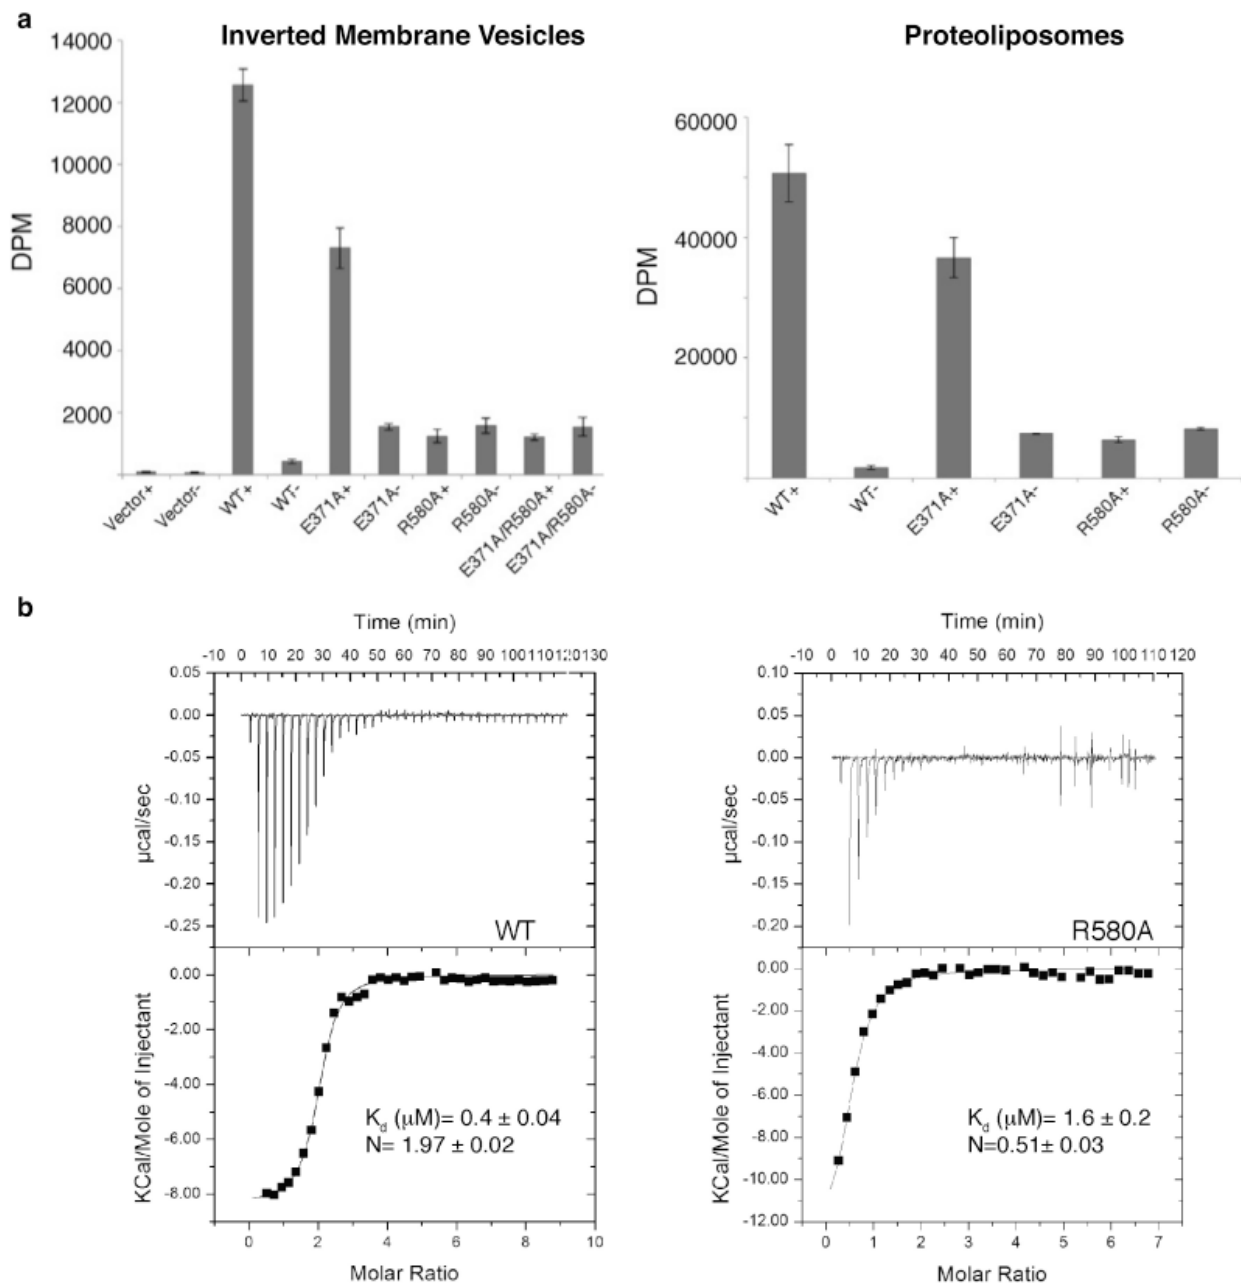 a
Inverted Membrane Vesicles
14000
12000
10000
8000
6000
4000
2000
DPM
Vector+
Vector-
WT+
WT-
E371A+
E371A-
R580A+
R580A-
E371A/R580A+
E371A/R580A-
Proteoliposomes
60000
40000
20000
DPM
WT+
WT-
E371A+
E371A-
R580A+
R580A-
b
Time (min)
-10 0 10 20 30 40 50 60 70 80 90 100 110 120 130
0.05
0.00
-0.05
-0.10
-0.15
-0.20
-0.25
µcal/sec
WT
0.00
-2.00
-4.00
-6.00
-8.00
KCal/Mole of Injectant
Kd (µM)= 0.4 ± 0.04
N= 1.97 ± 0.02
0 2 4 6 8 10
Molar Ratio
Time (min)
-10 0 10 20 30 40 50 60 70 80 90 100 110 120
0.10
0.05
0.00
-0.05
-0.10
-0.15
-0.20
µcal/sec
R580A
0.00
-2.00
-4.00
-6.00
-8.00
-10.00
-12.00
KCal/Mole of Injectant
Kd (µM)= 1.6 ± 0.2
N=0.51± 0.03
0 1 2 3 4 5 6 7
Molar Ratio